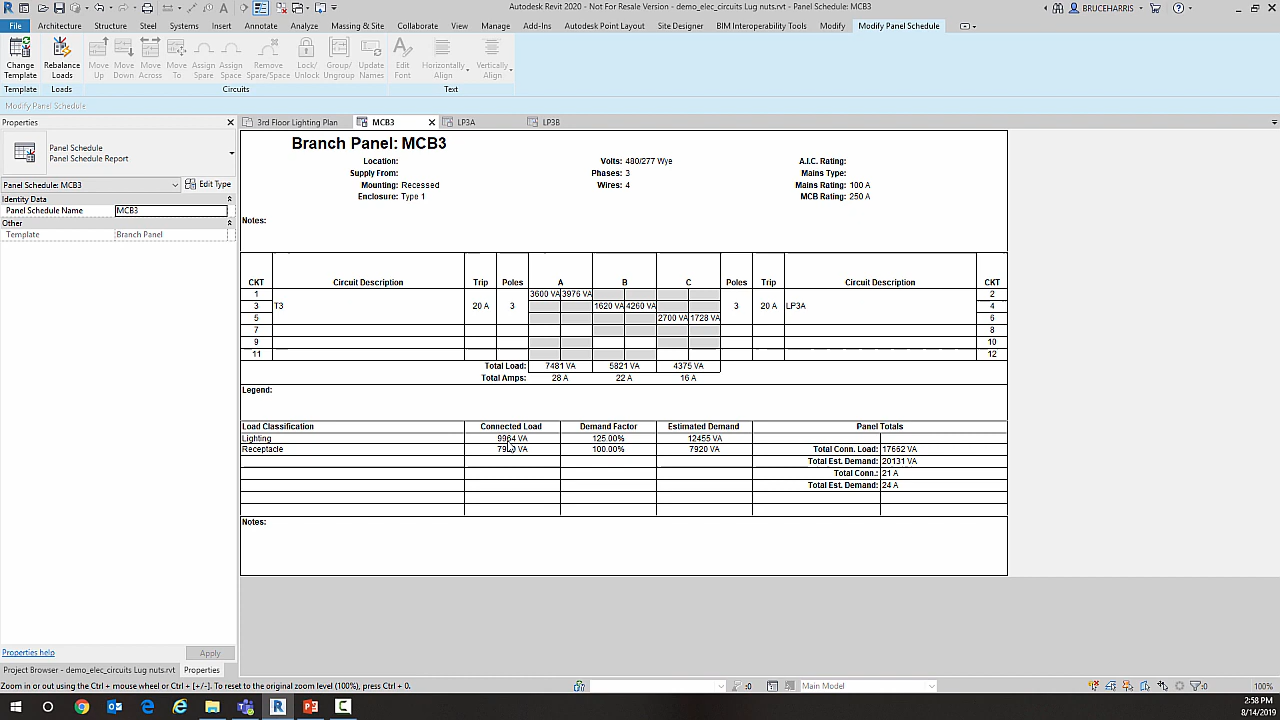 Autodesk Revit 2020 - Not For Resale Version - demo_elec_circuits Lug nuts.rvt - Panel Schedule: MCB3
BRUCEHARRIS
File Architecture Structure Steel Systems Insert Annotate Analyze Massing & Site Collaborate View Manage Add-Ins Autodesk Point Layout Site Designer BIM Interoperability Tools Modify Modify Panel Schedule
Change Template
Rebalance Loads
Move Up
Move Down
Move Across
Move To
Assign Spare
Assign Space
Remove Spare/Space
Lock/ Unlock
Group/ Ungroup
Update Names
Edit Font
Horizontally Align
Vertically Align
Template Loads Circuits Text
Modify Panel Schedule
Properties
3rd Floor Lighting Plan MCB3 LP3A LP3B
Panel Schedule
Panel Schedule Report
Panel Schedule: MCB3 Edit Type
Identity Data
Panel Schedule Name MCB3
Other
Template Branch Panel
Branch Panel: MCB3
Location: Volts: 480/277 Wye A.I.C. Rating:
Supply From: Phases: 3 Mains Type:
Mounting: Recessed Wires: 4 Mains Rating: 100 A
Enclosure: Type 1 MCB Rating: 250 A
Notes:
CKT Circuit Description Trip Poles A B C Poles Trip Circuit Description CKT
1 3600 VA 3976 VA 2
3 T3 20 A 3 1620 VA 4260 VA 3 20 A LP3A 4
5 2700 VA 1728 VA 6
7 8
9 10
11 12
Total Load: 7481 VA 5821 VA 4375 VA
Total Amps: 28 A 22 A 16 A
Legend:
Load Classification Connected Load Demand Factor Estimated Demand Panel Totals
Lighting 9964 VA 125.00% 12455 VA
Receptacle VA 100.00% 7920 VA Total Conn. Load: 17662 VA
Total Est. Demand: 20131 VA
Total Conn.: 21 A
Total Est. Demand: 24 A
Notes:
Properties help Apply
Project Browser - demo_elec_circuits Lug nuts.rvt Properties
Zoom in or out using the Ctrl + mouse wheel or Ctrl + [+/-]. To reset to the original zoom level (100%), press Ctrl + 0.
:0 Main Model :0 100%
2:58 PM
8/14/2019